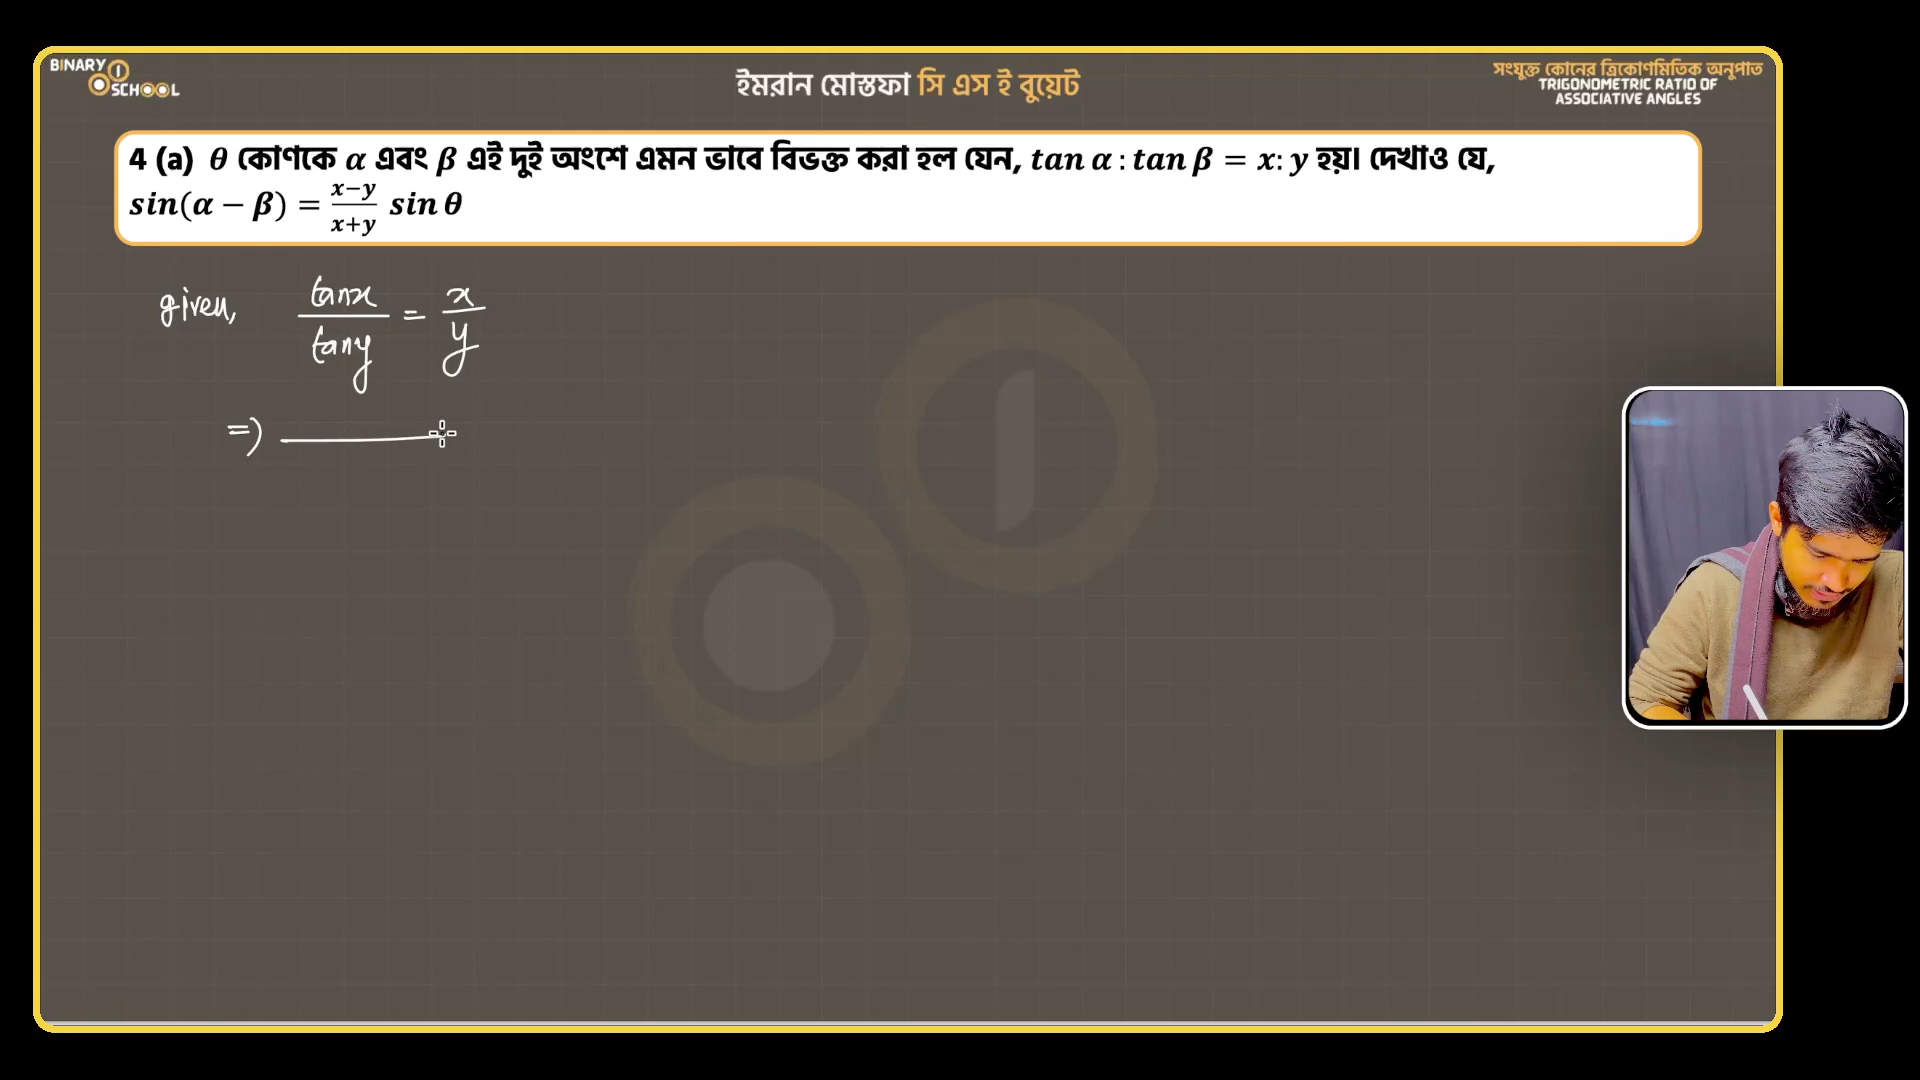 BINARY SCHOOL
ইমরান মোস্তফা সি এস ই বুয়েট
সংযুক্ত কোনের ত্রিকোণমিতিক অনুপাত
TRIGONOMETRIC RATIO OF
ASSOCIATIVE ANGLES
4 (a) θ কোণকে α এবং β এই দুই অংশে এমন ভাবে বিভক্ত করা হল যেন, tan α : tan β = x: y হয়। দেখাও যে,
sin(α − β) = x−y/x+y sin θ
given, tanx/tany = x/y
=>